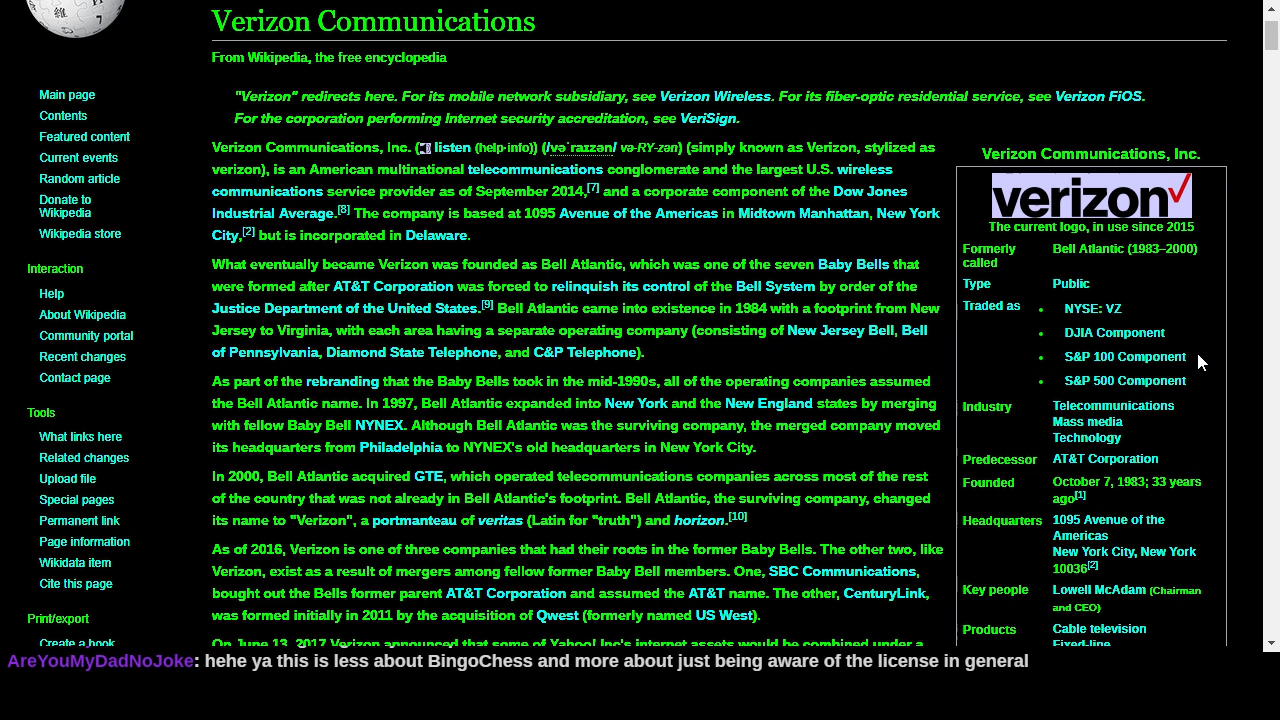 Verizon Communications
From Wikipedia, the free encyclopedia
Main page
Contents
Featured content
Current events
Random article
Donate to
Wikipedia
Wikipedia store
Interaction
Help
About Wikipedia
Community portal
Recent changes
Contact page
Tools
What links here
Related changes
Upload file
Special pages
Permanent link
Page information
Wikidata item
Cite this page
Print/export
Create a book
"Verizon" redirects here. For its mobile network subsidiary, see Verizon Wireless. For its fiber-optic residential service, see Verizon FiOS.
For the corporation performing Internet security accreditation, see VeriSign.
Verizon Communications, Inc. ( listen (help·info)) (/vəˈraɪzən/ və-RY-zən) (simply known as Verizon, stylized as
verizon), is an American multinational telecommunications conglomerate and the largest U.S. wireless
communications service provider as of September 2014,[7] and a corporate component of the Dow Jones
Industrial Average.[8] The company is based at 1095 Avenue of the Americas in Midtown Manhattan, New York
City,[2] but is incorporated in Delaware.
What eventually became Verizon was founded as Bell Atlantic, which was one of the seven Baby Bells that
were formed after AT&T Corporation was forced to relinquish its control of the Bell System by order of the
Justice Department of the United States.[9] Bell Atlantic came into existence in 1984 with a footprint from New
Jersey to Virginia, with each area having a separate operating company (consisting of New Jersey Bell, Bell
of Pennsylvania, Diamond State Telephone, and C&P Telephone).
As part of the rebranding that the Baby Bells took in the mid-1990s, all of the operating companies assumed
the Bell Atlantic name. In 1997, Bell Atlantic expanded into New York and the New England states by merging
with fellow Baby Bell NYNEX. Although Bell Atlantic was the surviving company, the merged company moved
its headquarters from Philadelphia to NYNEX's old headquarters in New York City.
In 2000, Bell Atlantic acquired GTE, which operated telecommunications companies across most of the rest
of the country that was not already in Bell Atlantic's footprint. Bell Atlantic, the surviving company, changed
its name to "Verizon", a portmanteau of veritas (Latin for "truth") and horizon.[10]
As of 2016, Verizon is one of three companies that had their roots in the former Baby Bells. The other two, like
Verizon, exist as a result of mergers among fellow former Baby Bell members. One, SBC Communications,
bought out the Bells former parent AT&T Corporation and assumed the AT&T name. The other, CenturyLink,
was formed initially in 2011 by the acquisition of Qwest (formerly named US West).
On June 13, 2017 Verizon announced that some of Yahoo! Inc's internet assets would be combined under a
Verizon Communications, Inc.
verizon✓
The current logo, in use since 2015
Formerly called Bell Atlantic (1983–2000)
Type Public
Traded as • NYSE: VZ
• DJIA Component
• S&P 100 Component
• S&P 500 Component
Industry Telecommunications
Mass media
Technology
Predecessor AT&T Corporation
Founded October 7, 1983; 33 years
ago[1]
Headquarters 1095 Avenue of the
Americas
New York City, New York
10036[2]
Key people Lowell McAdam (Chairman
and CEO)
Products Cable television
Fixed-line
AreYouMyDadNoJoke: hehe ya this is less about BingoChess and more about just being aware of the license in general